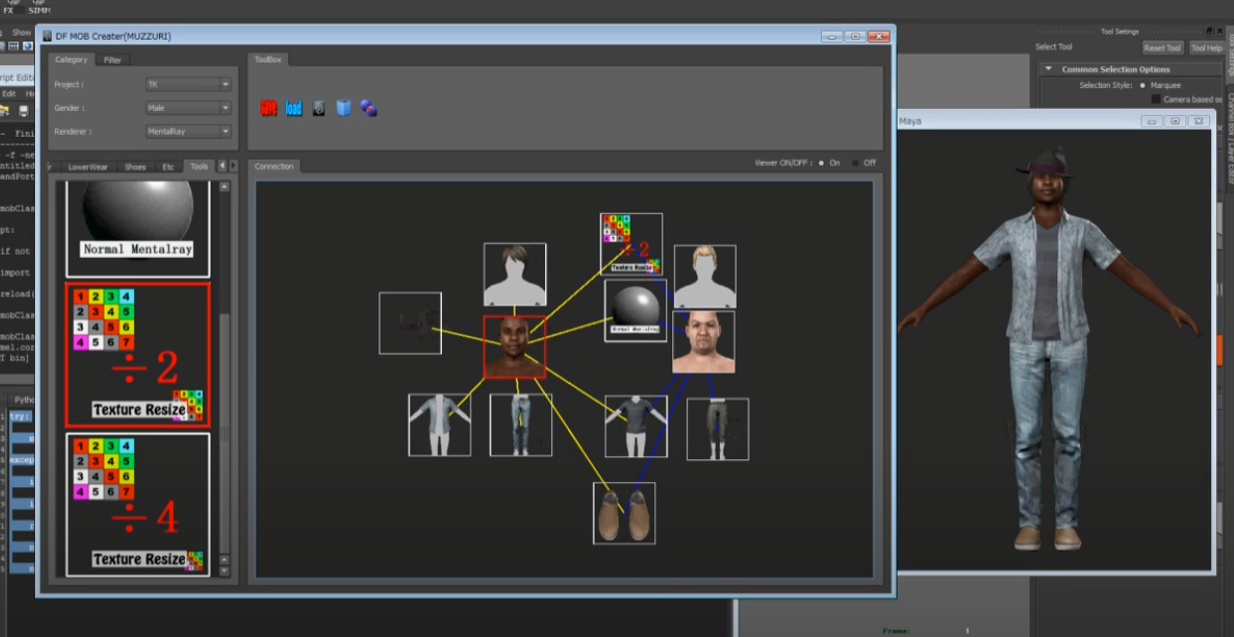 FX
SIMM
Show
DF MOB Creater(MUZZURI)
Tool Settings
Select Tool
Reset Tool
Tool Help
Common Selection Options
Selection Style:
Marquee
Camera based se
Category
Filter
ToolBox
Project :
TK
Gender :
Male
Renderer :
MentalRay
save
load
LowerWear
Shoes
Etc
Tools
Connection
Viewer ON/OFF :
On
Off
Maya
Normal Mentalray
1 2 3 4
2 3 4 5
3 4 5 6
4 5 6 7
÷ 2
Texture Resize
1 2 3 4
2 3 4 5
3 4 5 6
4 5 6 7
÷ 4
Texture Resize
÷2
Texture Resize
Normal Mentalray
ript Edit
Edit
- Fini
-f -ne
ntitled
andPort
mobClas
pt:
if not
import
reload(
mobClas
mobClas
mel.cor
T bin]
Pytho
try:
excep
Frame:
1